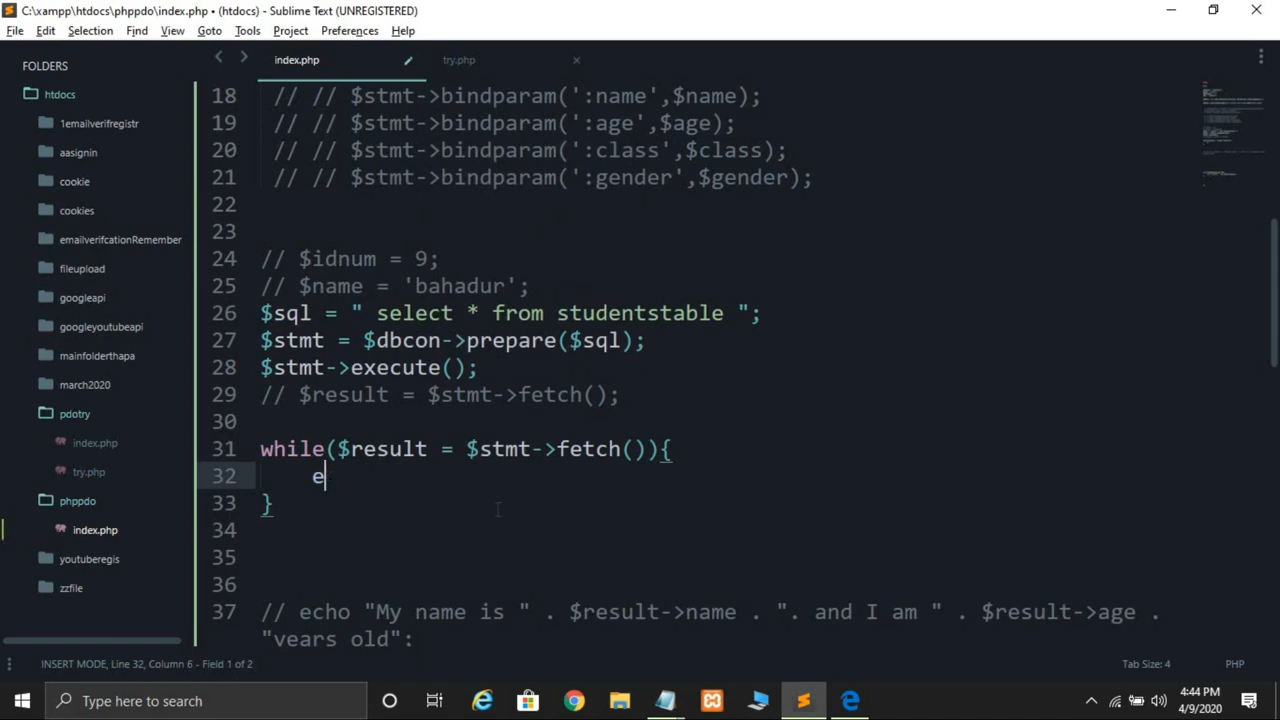 C:\xampp\htdocs\phppdo\index.php • (htdocs) - Sublime Text (UNREGISTERED)
File Edit Selection Find View Goto Tools Project Preferences Help
FOLDERS
htdocs
1emailverifregistr
aasignin
cookie
cookies
emailverifcationRemember
fileupload
googleapi
googleyoutubeapi
mainfolderthapa
march2020
pdotry
index.php
try.php
phppdo
index.php
youtuberegis
zzfile
index.php try.php
18 // // $stmt->bindparam(':name',$name);
19 // // $stmt->bindparam(':age',$age);
20 // // $stmt->bindparam(':class',$class);
21 // // $stmt->bindparam(':gender',$gender);
22
23
24 // $idnum = 9;
25 // $name = 'bahadur';
26 $sql = " select * from studentstable ";
27 $stmt = $dbcon->prepare($sql);
28 $stmt->execute();
29 // $result = $stmt->fetch();
30
31 while($result = $stmt->fetch()){
32 e
33 }
34
35
36
37 // echo "My name is " . $result->name . ". and I am " . $result->age .
"years old";
INSERT MODE, Line 32, Column 6 - Field 1 of 2 Tab Size: 4 PHP
Type here to search
4:44 PM
4/9/2020